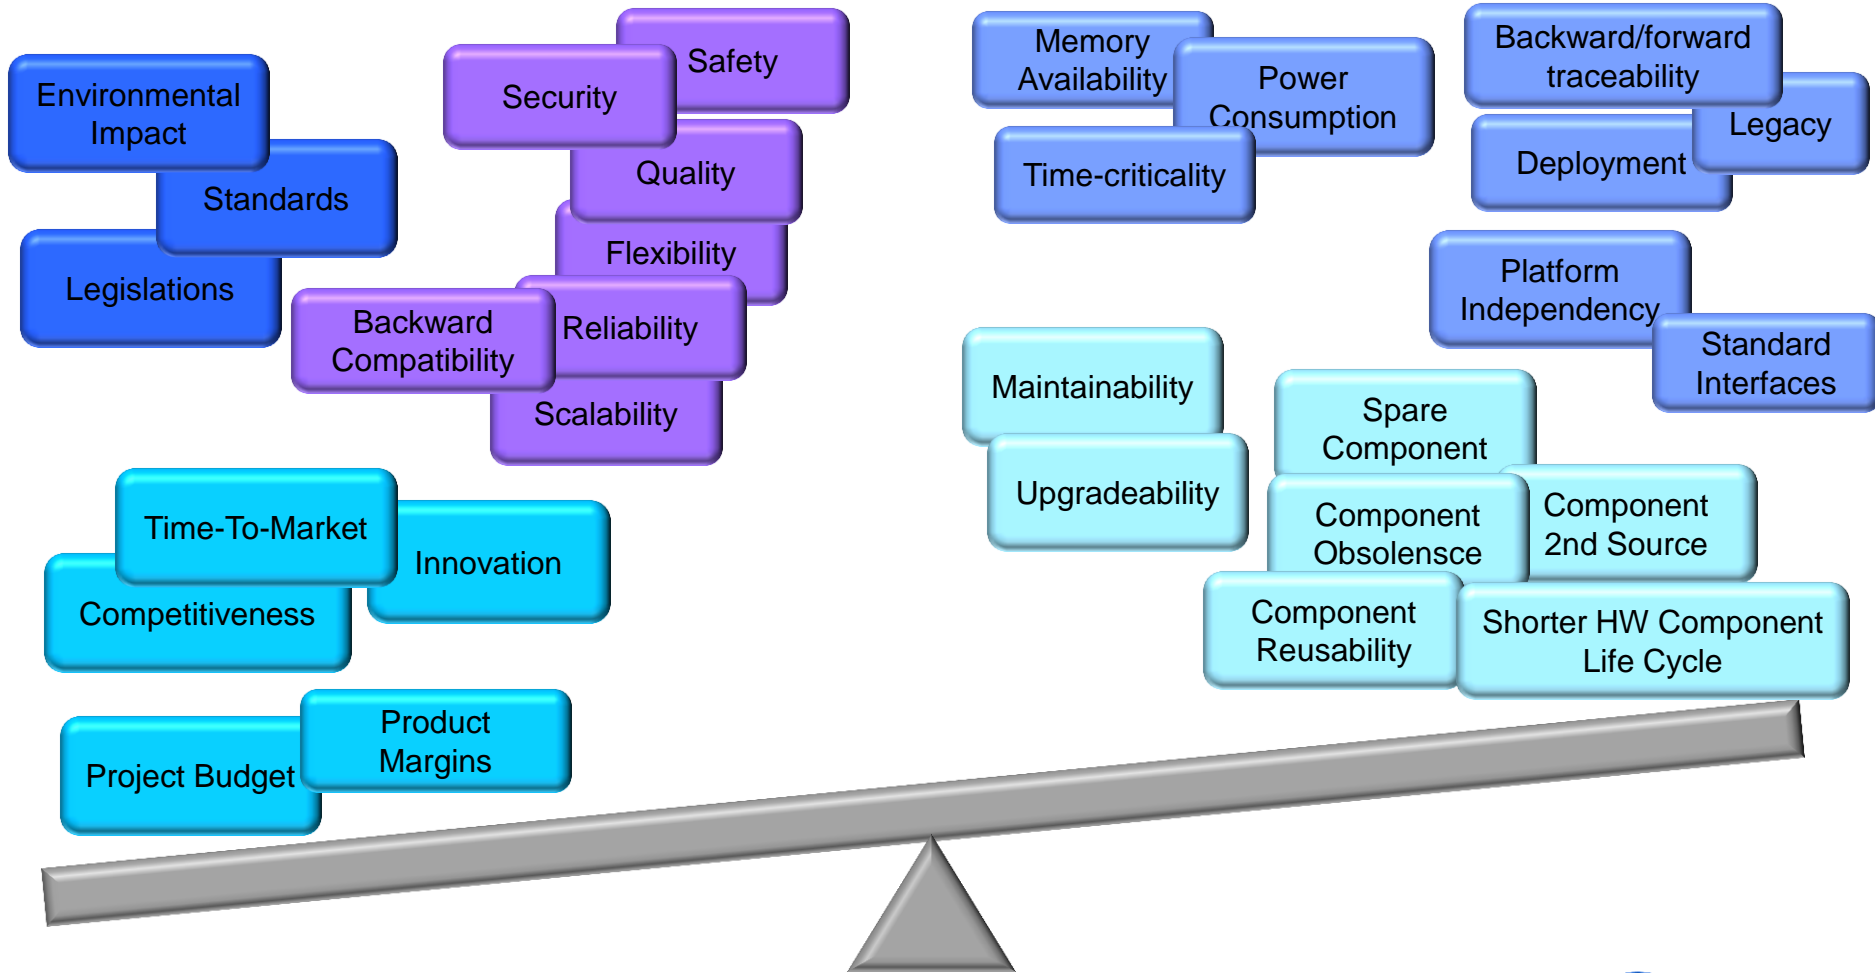 Environmental
Impact
Standards
Legislations
Safety
Security
Quality
Flexibility
Reliability
Backward
Compatibility
Scalability
Time-To-Market
Innovation
Competitiveness
Product
Margins
Project Budget
Memory
Availability
Power
Consumption
Time-criticality
Backward/forward
traceability
Legacy
Deployment
Platform
Independency
Standard
Interfaces
Maintainability
Upgradeability
Spare
Component
Component
Obsolensce
Component
2nd Source
Component
Reusability
Shorter HW Component
Life Cycle